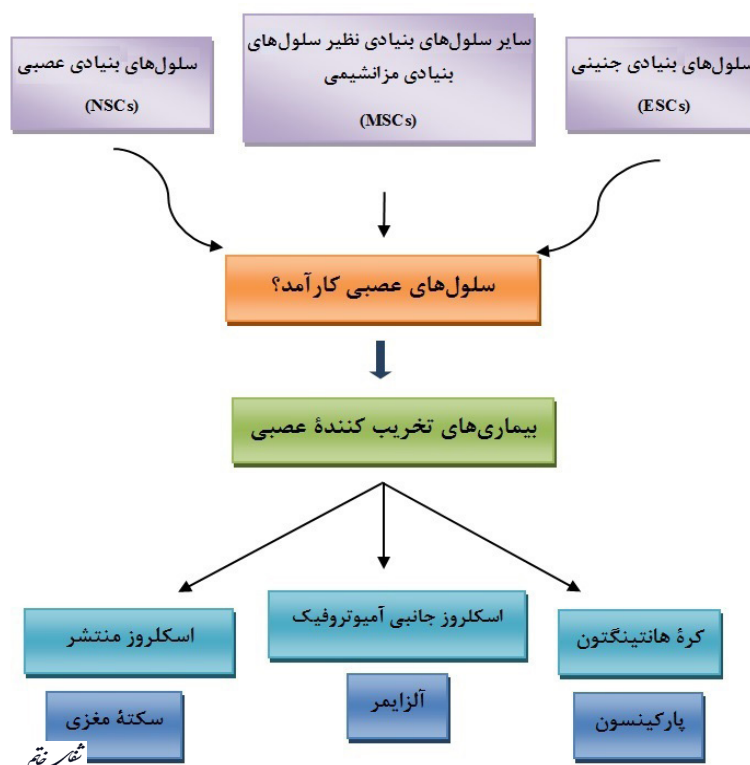 سلول‌های بنیادی جنینی
(ESCs)
سایر سلول‌های بنیادی نظیر سلول‌های
بنیادی مزانشیمی
(MSCs)
سلول‌های بنیادی عصبی
(NSCs)
سلول‌های عصبی کارآمد؟
بیماری‌های تخریب کنندهٔ عصبی
کرهٔ هانتینگتون
اسکلروز جانبی آمیوتروفیک
اسکلروز منتشر
پارکینسون
آلزایمر
سکتهٔ مغزی
شفای خاتم